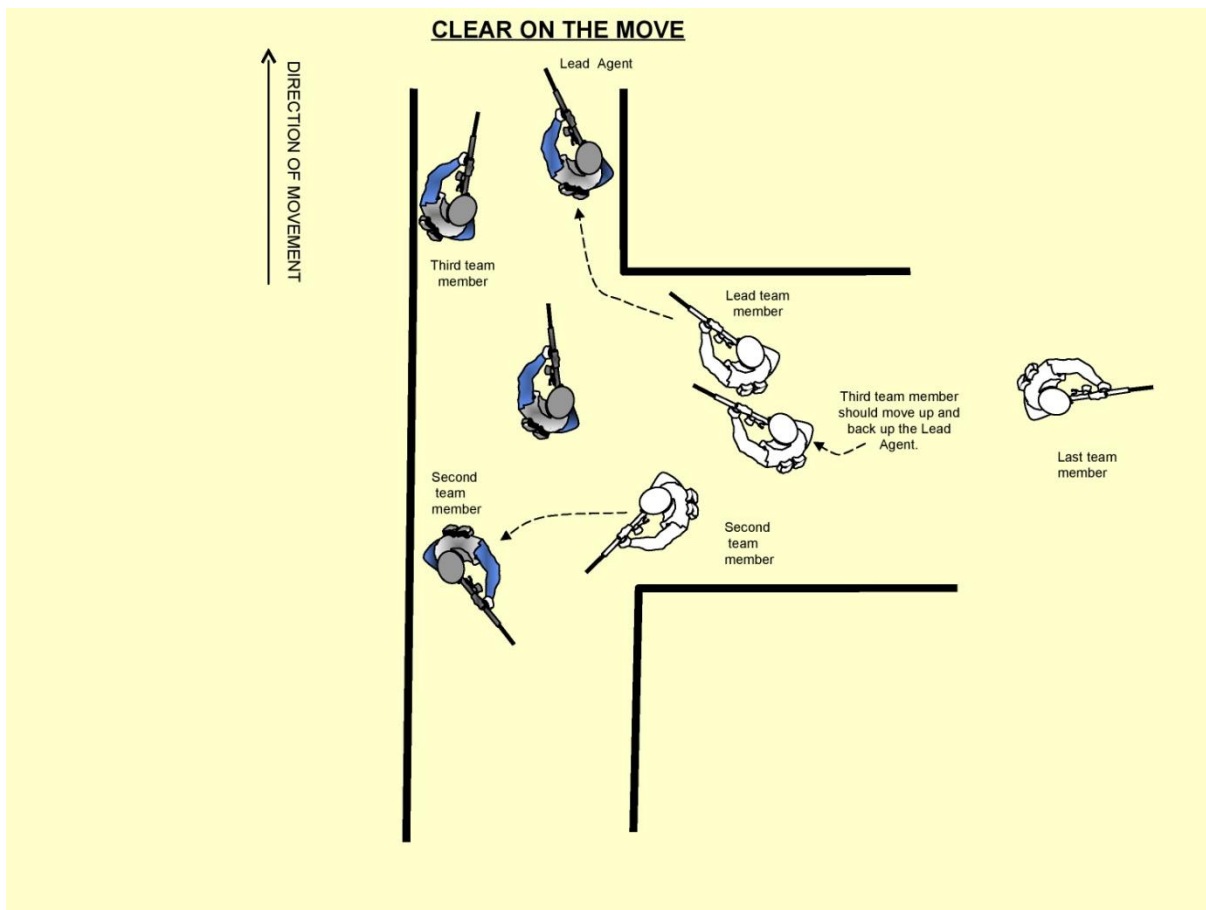 CLEAR ON THE MOVE
DIRECTION OF MOVEMENT
Lead Agent
Third team
member
Lead team
member
Third team member
should move up and
back up the Lead
Agent.
Last team
member
Second
team
member
Second
team
member